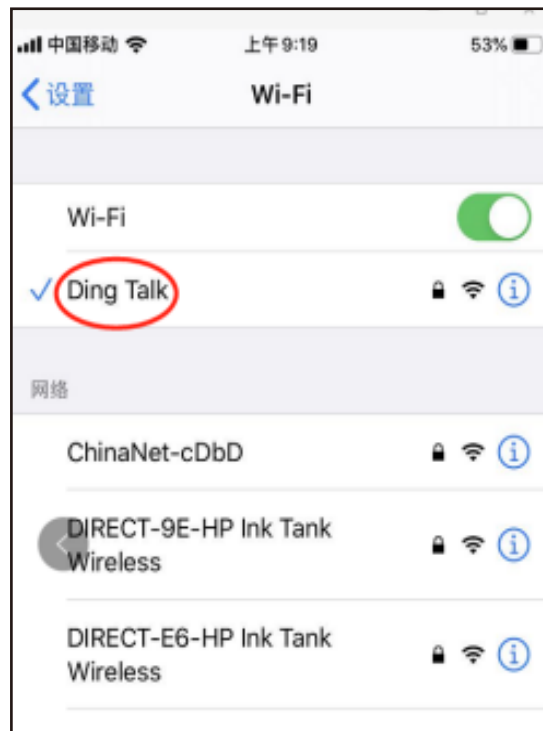 中国移动 上午9:19 53%
设置 Wi-Fi
Wi-Fi
Ding Talk
网络
ChinaNet-cDbD
DIRECT-9E-HP Ink Tank
Wireless
DIRECT-E6-HP Ink Tank
Wireless